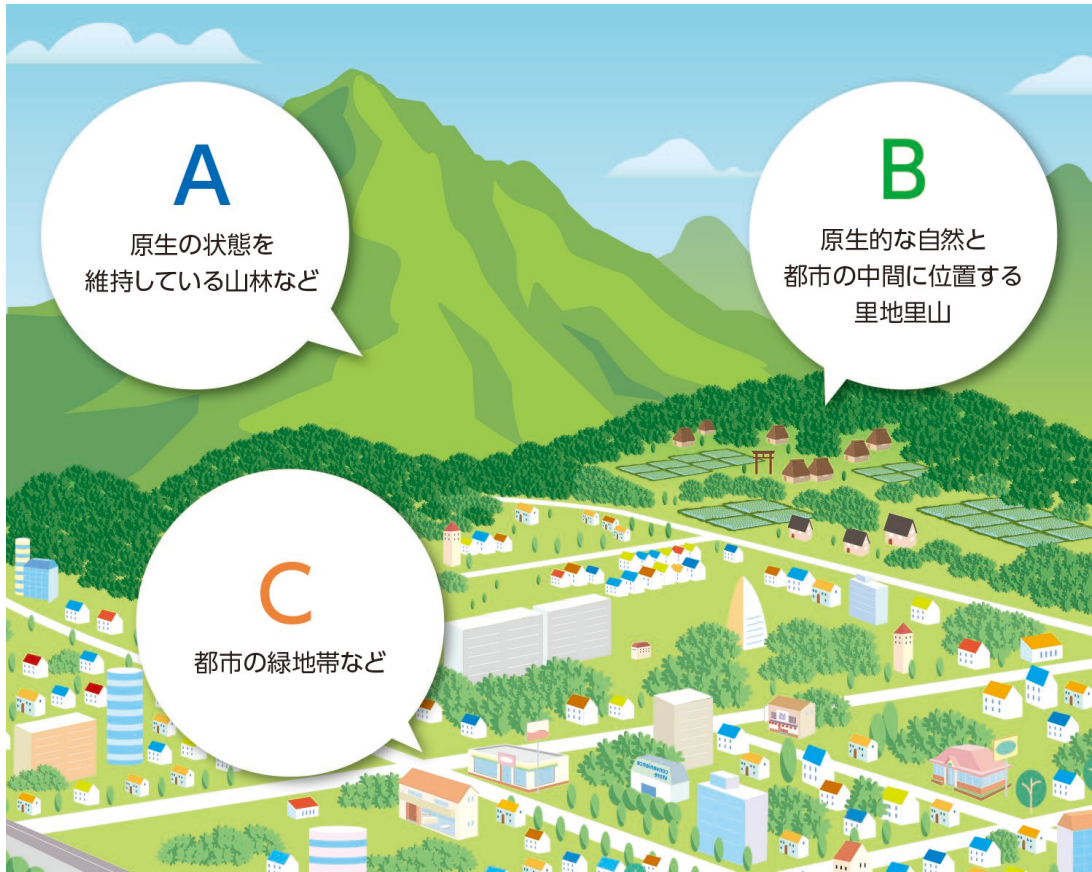 A
原生の状態を
維持している山林など
B
原生的な自然と
都市の中間に位置する
里地里山
C
都市の緑地帯など
convenience
store